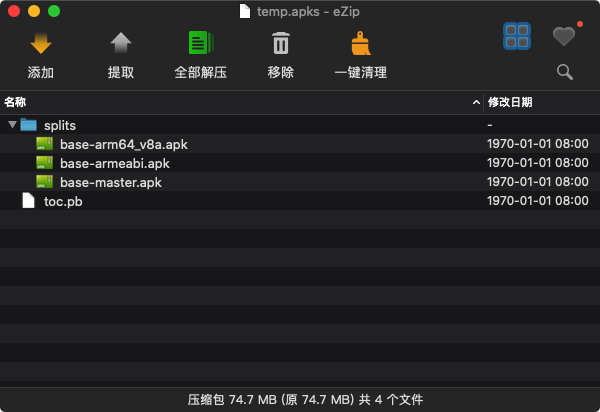 temp.apks – eZip
添加 提取 全部解压 移除 一键清理
名称 修改日期
splits -
base-arm64_v8a.apk 1970-01-01 08:00
base-armeabi.apk 1970-01-01 08:00
base-master.apk 1970-01-01 08:00
toc.pb 1970-01-01 08:00
压缩包 74.7 MB (原 74.7 MB) 共 4 个文件